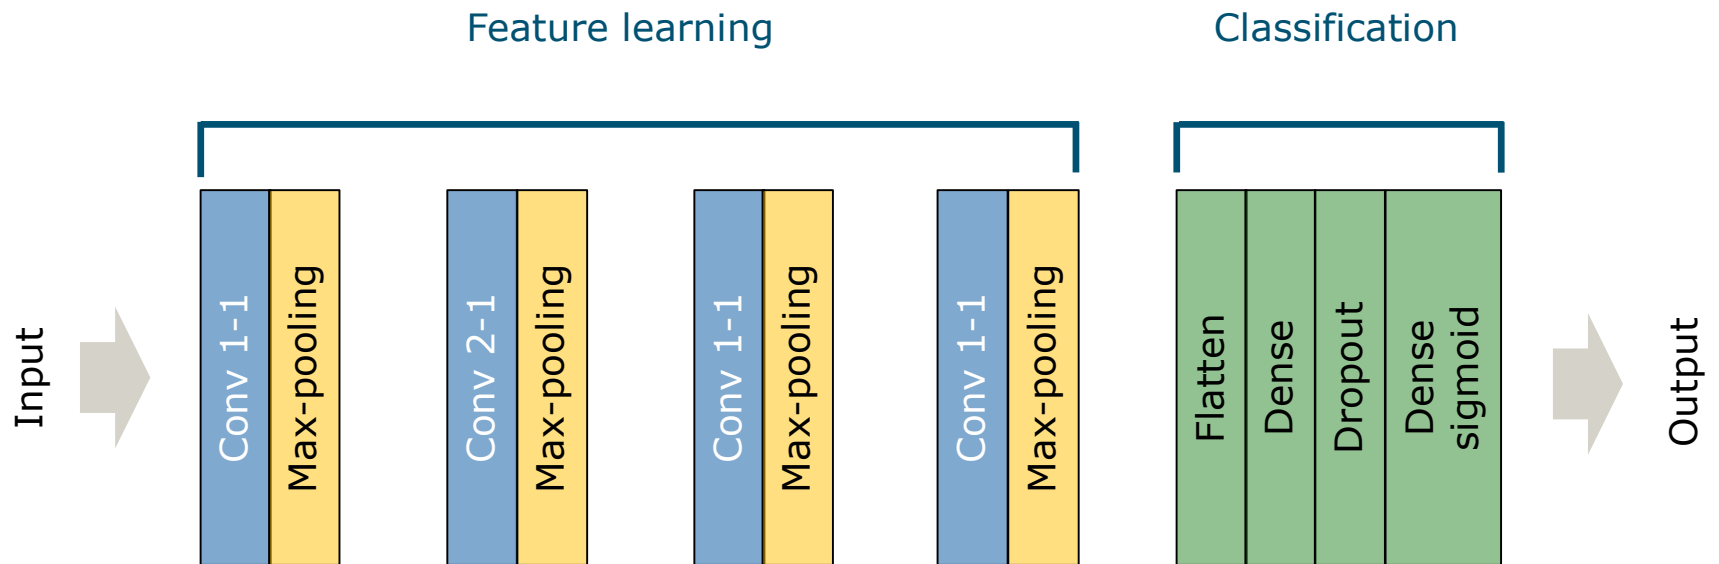 Feature learning
Classification
Input
Conv 1-1
Max-pooling
Conv 2-1
Max-pooling
Conv 1-1
Max-pooling
Conv 1-1
Max-pooling
Flatten
Dense
Dropout
Dense
sigmoid
Output